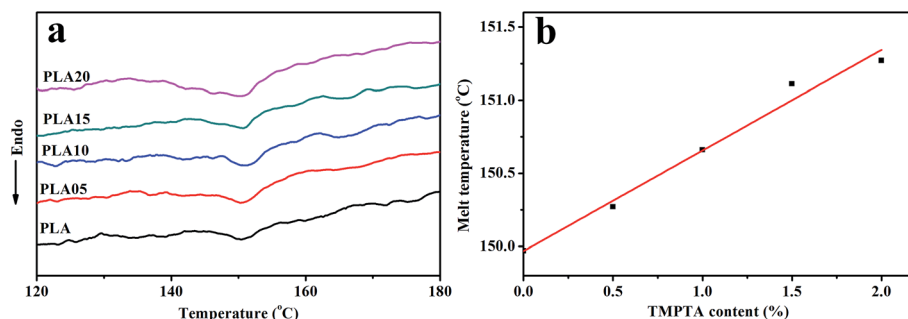 a
PLA20
PLA15
PLA10
PLA05
PLA
Endo
120
140
160
180
Temperature (°C)
b
151.5
151.0
150.5
150.0
Melt temperature (°C)
0.0
0.5
1.0
1.5
2.0
TMPTA content (%)